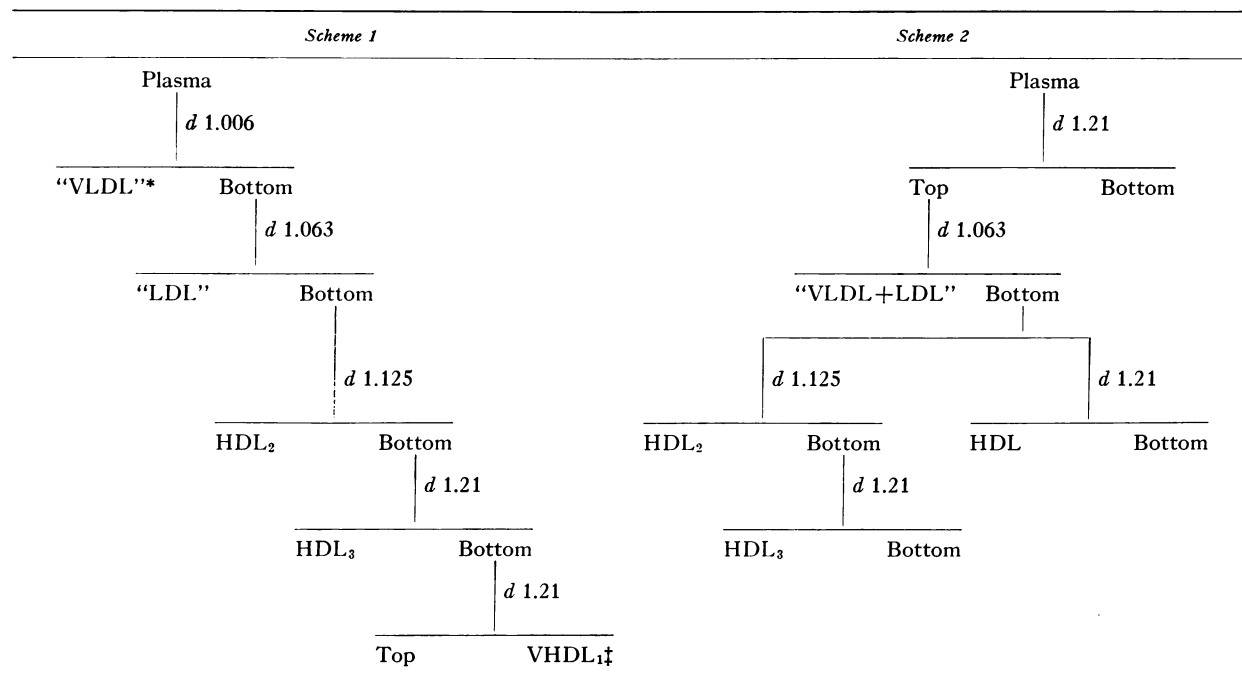 Scheme 1 Scheme 2
Plasma Plasma
d 1.006 d 1.21
"VLDL"* Bottom Top Bottom
d 1.063 d 1.063
"LDL" Bottom "VLDL+LDL" Bottom
d 1.125 d 1.125 d 1.21
HDL₂ Bottom HDL₂ Bottom HDL Bottom
d 1.21 d 1.21
HDL₃ Bottom HDL₃ Bottom
d 1.21
Top VHDL₁‡